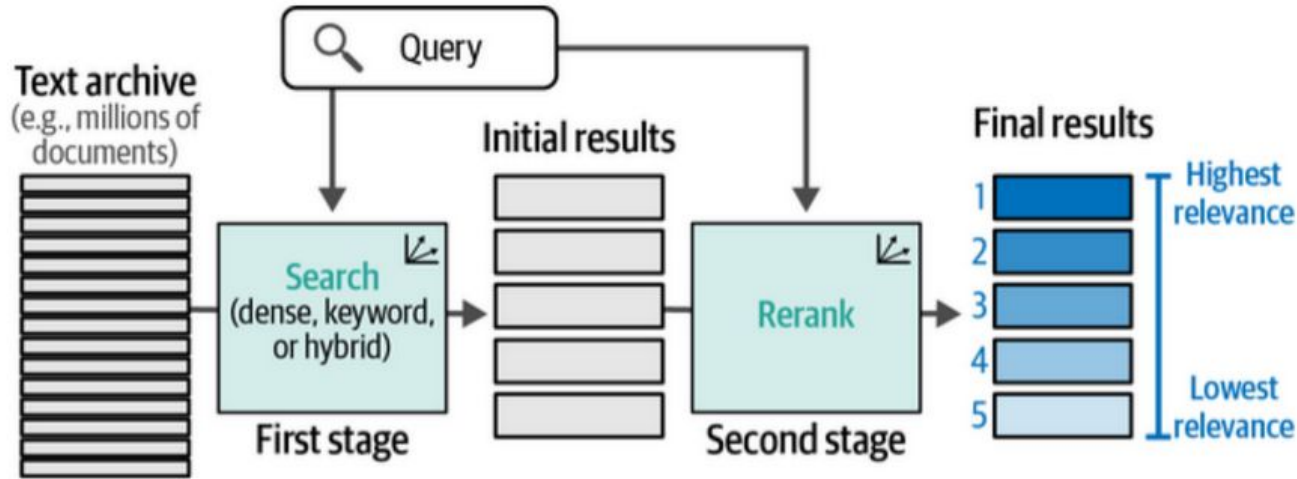 Query
Text archive
(e.g., millions of
documents)
Initial results
Final results
Search
(dense, keyword,
or hybrid)
First stage
Rerank
Second stage
1
2
3
4
5
Highest
relevance
Lowest
relevance